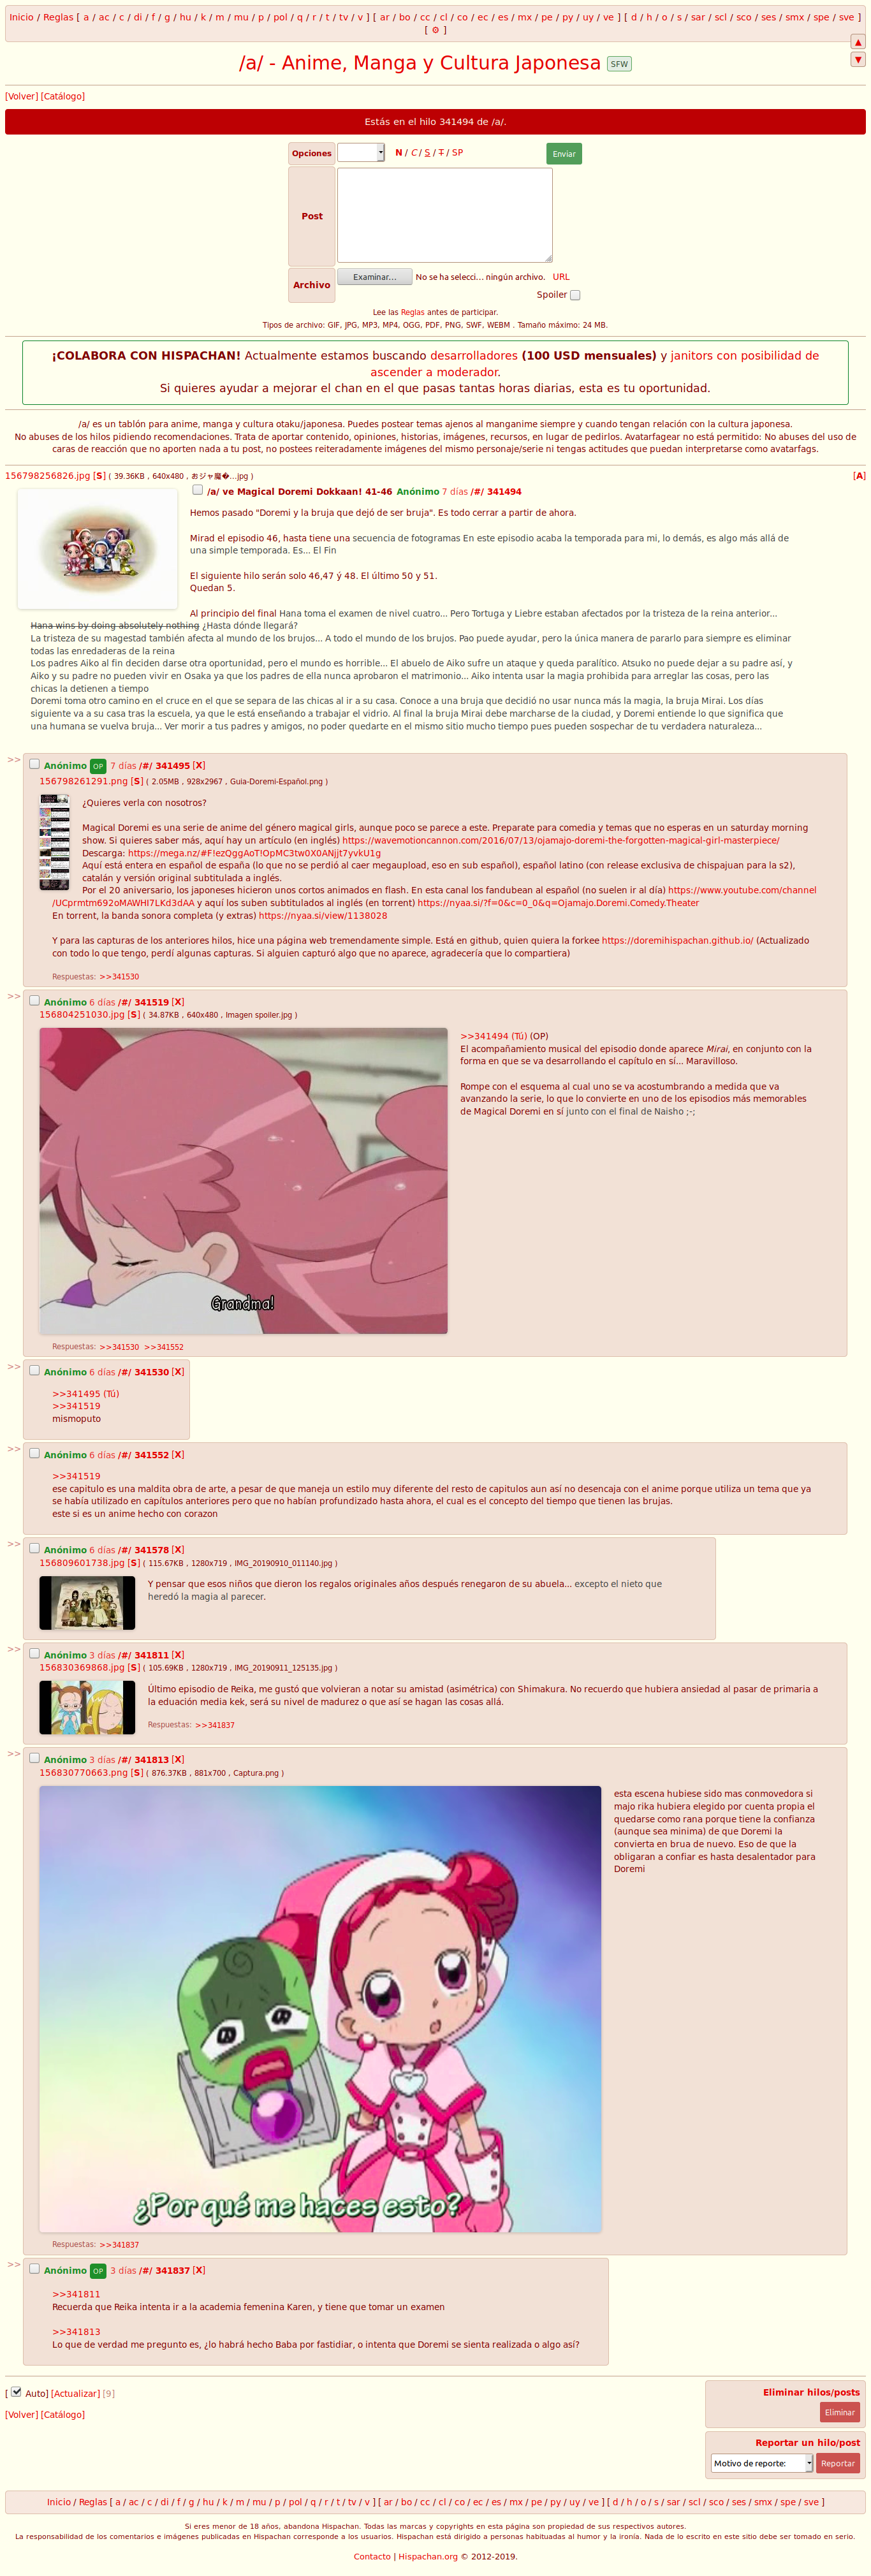 Inicio / Reglas [ a / ac / c / di / f / g / hu / k / m / mu / p / pol / q / r / t / tv / v ] [ ar / bo / cc / cl / co / ec / es / mx / pe / py / uy / ve ] [ d / h / o / s / sar / scl / sco / ses / smx / spe / sve ]
[ ⚙ ]
▲
▼
/a/ - Anime, Manga y Cultura Japonesa SFW
[Volver] [Catálogo]
Estás en el hilo 341494 de /a/.
Opciones N / C / S / T / SP Enviar
Post
Archivo Examinar... No se ha selecci... ningún archivo. URL
Spoiler
Lee las Reglas antes de participar.
Tipos de archivo: GIF, JPG, MP3, MP4, OGG, PDF, PNG, SWF, WEBM . Tamaño máximo: 24 MB.
¡COLABORA CON HISPACHAN! Actualmente estamos buscando desarrolladores (100 USD mensuales) y janitors con posibilidad de
ascender a moderador.
Si quieres ayudar a mejorar el chan en el que pasas tantas horas diarias, esta es tu oportunidad.
/a/ es un tablón para anime, manga y cultura otaku/japonesa. Puedes postear temas ajenos al manganime siempre y cuando tengan relación con la cultura japonesa.
No abuses de los hilos pidiendo recomendaciones. Trata de aportar contenido, opiniones, historias, imágenes, recursos, en lugar de pedirlos. Avatarfagear no está permitido: No abuses del uso de
caras de reacción que no aporten nada a tu post, no postees reiteradamente imágenes del mismo personaje/serie ni tengas actitudes que puedan interpretarse como avatarfags.
156798256826.jpg [S] ( 39.36KB , 640x480 , おジャ魔�...jpg ) [A]
/a/ ve Magical Doremi Dokkaan! 41-46 Anónimo 7 días /#/ 341494
Hemos pasado "Doremi y la bruja que dejó de ser bruja". Es todo cerrar a partir de ahora.
Mirad el episodio 46, hasta tiene una secuencia de fotogramas En este episodio acaba la temporada para mi, lo demás, es algo más allá de
una simple temporada. Es... El Fin
El siguiente hilo serán solo 46,47 ý 48. El último 50 y 51.
Quedan 5.
Al principio del final Hana toma el examen de nivel cuatro... Pero Tortuga y Liebre estaban afectados por la tristeza de la reina anterior...
Hana wins by doing absolutely nothing ¿Hasta dónde llegará?
La tristeza de su magestad también afecta al mundo de los brujos... A todo el mundo de los brujos. Pao puede ayudar, pero la única manera de pararlo para siempre es eliminar
todas las enredaderas de la reina
Los padres Aiko al fin deciden darse otra oportunidad, pero el mundo es horrible... El abuelo de Aiko sufre un ataque y queda paralítico. Atsuko no puede dejar a su padre así, y
Aiko y su padre no pueden vivir en Osaka ya que los padres de ella nunca aprobaron el matrimonio... Aiko intenta usar la magia prohibida para arreglar las cosas, pero las
chicas la detienen a tiempo
Doremi toma otro camino en el cruce en el que se separa de las chicas al ir a su casa. Conoce a una bruja que decidió no usar nunca más la magia, la bruja Mirai. Los días
siguiente va a su casa tras la escuela, ya que le está enseñando a trabajar el vidrio. Al final la bruja Mirai debe marcharse de la ciudad, y Doremi entiende lo que significa que
una humana se vuelva bruja... Ver morir a tus padres y amigos, no poder quedarte en el mismo sitio mucho tiempo pues pueden sospechar de tu verdadera naturaleza...
>> Anónimo OP 7 días /#/ 341495 [X]
156798261291.png [S] ( 2.05MB , 928x2967 , Guia-Doremi-Español.png )
¿Quieres verla con nosotros?
Magical Doremi es una serie de anime del género magical girls, aunque poco se parece a este. Preparate para comedia y temas que no esperas en un saturday morning
show. Si quieres saber más, aquí hay un artículo (en inglés) https://wavemotioncannon.com/2016/07/13/ojamajo-doremi-the-forgotten-magical-girl-masterpiece/
Descarga: https://mega.nz/#F!ezQggAoT!OpMC3tw0X0ANjjt7yvkU1g
Aquí está entera en español de españa (lo que no se perdió al caer megaupload, eso en sub español), español latino (con release exclusiva de chispajuan para la s2),
catalán y versión original subtitulada a inglés.
Por el 20 aniversario, los japoneses hicieron unos cortos animados en flash. En esta canal los fandubean al español (no suelen ir al día) https://www.youtube.com/channel
/UCprmtm692oMAWHI7LKd3dAA y aquí los suben subtitulados al inglés (en torrent) https://nyaa.si/?f=0&c=0_0&q=Ojamajo.Doremi.Comedy.Theater
En torrent, la banda sonora completa (y extras) https://nyaa.si/view/1138028
Y para las capturas de los anteriores hilos, hice una página web tremendamente simple. Está en github, quien quiera la forkee https://doremihispachan.github.io/ (Actualizado
con todo lo que tengo, perdí algunas capturas. Si alguien capturó algo que no aparece, agradecería que lo compartiera)
Respuestas: >>341530
>> Anónimo 6 días /#/ 341519 [X]
156804251030.jpg [S] ( 34.87KB , 640x480 , Imagen spoiler.jpg )
>>341494 (Tú) (OP)
El acompañamiento musical del episodio donde aparece Mirai, en conjunto con la
forma en que se va desarrollando el capítulo en sí... Maravilloso.
Rompe con el esquema al cual uno se va acostumbrando a medida que va
avanzando la serie, lo que lo convierte en uno de los episodios más memorables
de Magical Doremi en sí junto con el final de Naisho ;-;
Grandma!
Respuestas: >>341530 >>341552
>> Anónimo 6 días /#/ 341530 [X]
>>341495 (Tú)
>>341519
mismoputo
>> Anónimo 6 días /#/ 341552 [X]
>>341519
ese capitulo es una maldita obra de arte, a pesar de que maneja un estilo muy diferente del resto de capitulos aun así no desencaja con el anime porque utiliza un tema que ya
se había utilizado en capítulos anteriores pero que no habían profundizado hasta ahora, el cual es el concepto del tiempo que tienen las brujas.
este si es un anime hecho con corazon
>> Anónimo 6 días /#/ 341578 [X]
156809601738.jpg [S] ( 115.67KB , 1280x719 , IMG_20190910_011140.jpg )
Y pensar que esos niños que dieron los regalos originales años después renegaron de su abuela... excepto el nieto que
heredó la magia al parecer.
>> Anónimo 3 días /#/ 341811 [X]
156830369868.jpg [S] ( 105.69KB , 1280x719 , IMG_20190911_125135.jpg )
Último episodio de Reika, me gustó que volvieran a notar su amistad (asimétrica) con Shimakura. No recuerdo que hubiera ansiedad al pasar de primaria a
la eduación media kek, será su nivel de madurez o que así se hagan las cosas allá.
Respuestas: >>341837
>> Anónimo 3 días /#/ 341813 [X]
156830770663.png [S] ( 876.37KB , 881x700 , Captura.png )
esta escena hubiese sido mas conmovedora si
majo rika hubiera elegido por cuenta propia el
quedarse como rana porque tiene la confianza
(aunque sea minima) de que Doremi la
convierta en brua de nuevo. Eso de que la
obligaran a confiar es hasta desalentador para
Doremi
¿Por qué me haces esto?
Respuestas: >>341837
>> Anónimo OP 3 días /#/ 341837 [X]
>>341811
Recuerda que Reika intenta ir a la academia femenina Karen, y tiene que tomar un examen
>>341813
Lo que de verdad me pregunto es, ¿lo habrá hecho Baba por fastidiar, o intenta que Doremi se sienta realizada o algo así?
[ Auto] [Actualizar] [9]
[Volver] [Catálogo]
Eliminar hilos/posts
Eliminar
Reportar un hilo/post
Motivo de reporte: Reportar
Inicio / Reglas [ a / ac / c / di / f / g / hu / k / m / mu / p / pol / q / r / t / tv / v ] [ ar / bo / cc / cl / co / ec / es / mx / pe / py / uy / ve ] [ d / h / o / s / sar / scl / sco / ses / smx / spe / sve ]
Si eres menor de 18 años, abandona Hispachan. Todas las marcas y copyrights en esta página son propiedad de sus respectivos autores.
La responsabilidad de los comentarios e imágenes publicadas en Hispachan corresponde a los usuarios. Hispachan está dirigido a personas habituadas al humor y la ironía. Nada de lo escrito en este sitio debe ser tomado en serio.
Contacto | Hispachan.org © 2012-2019.